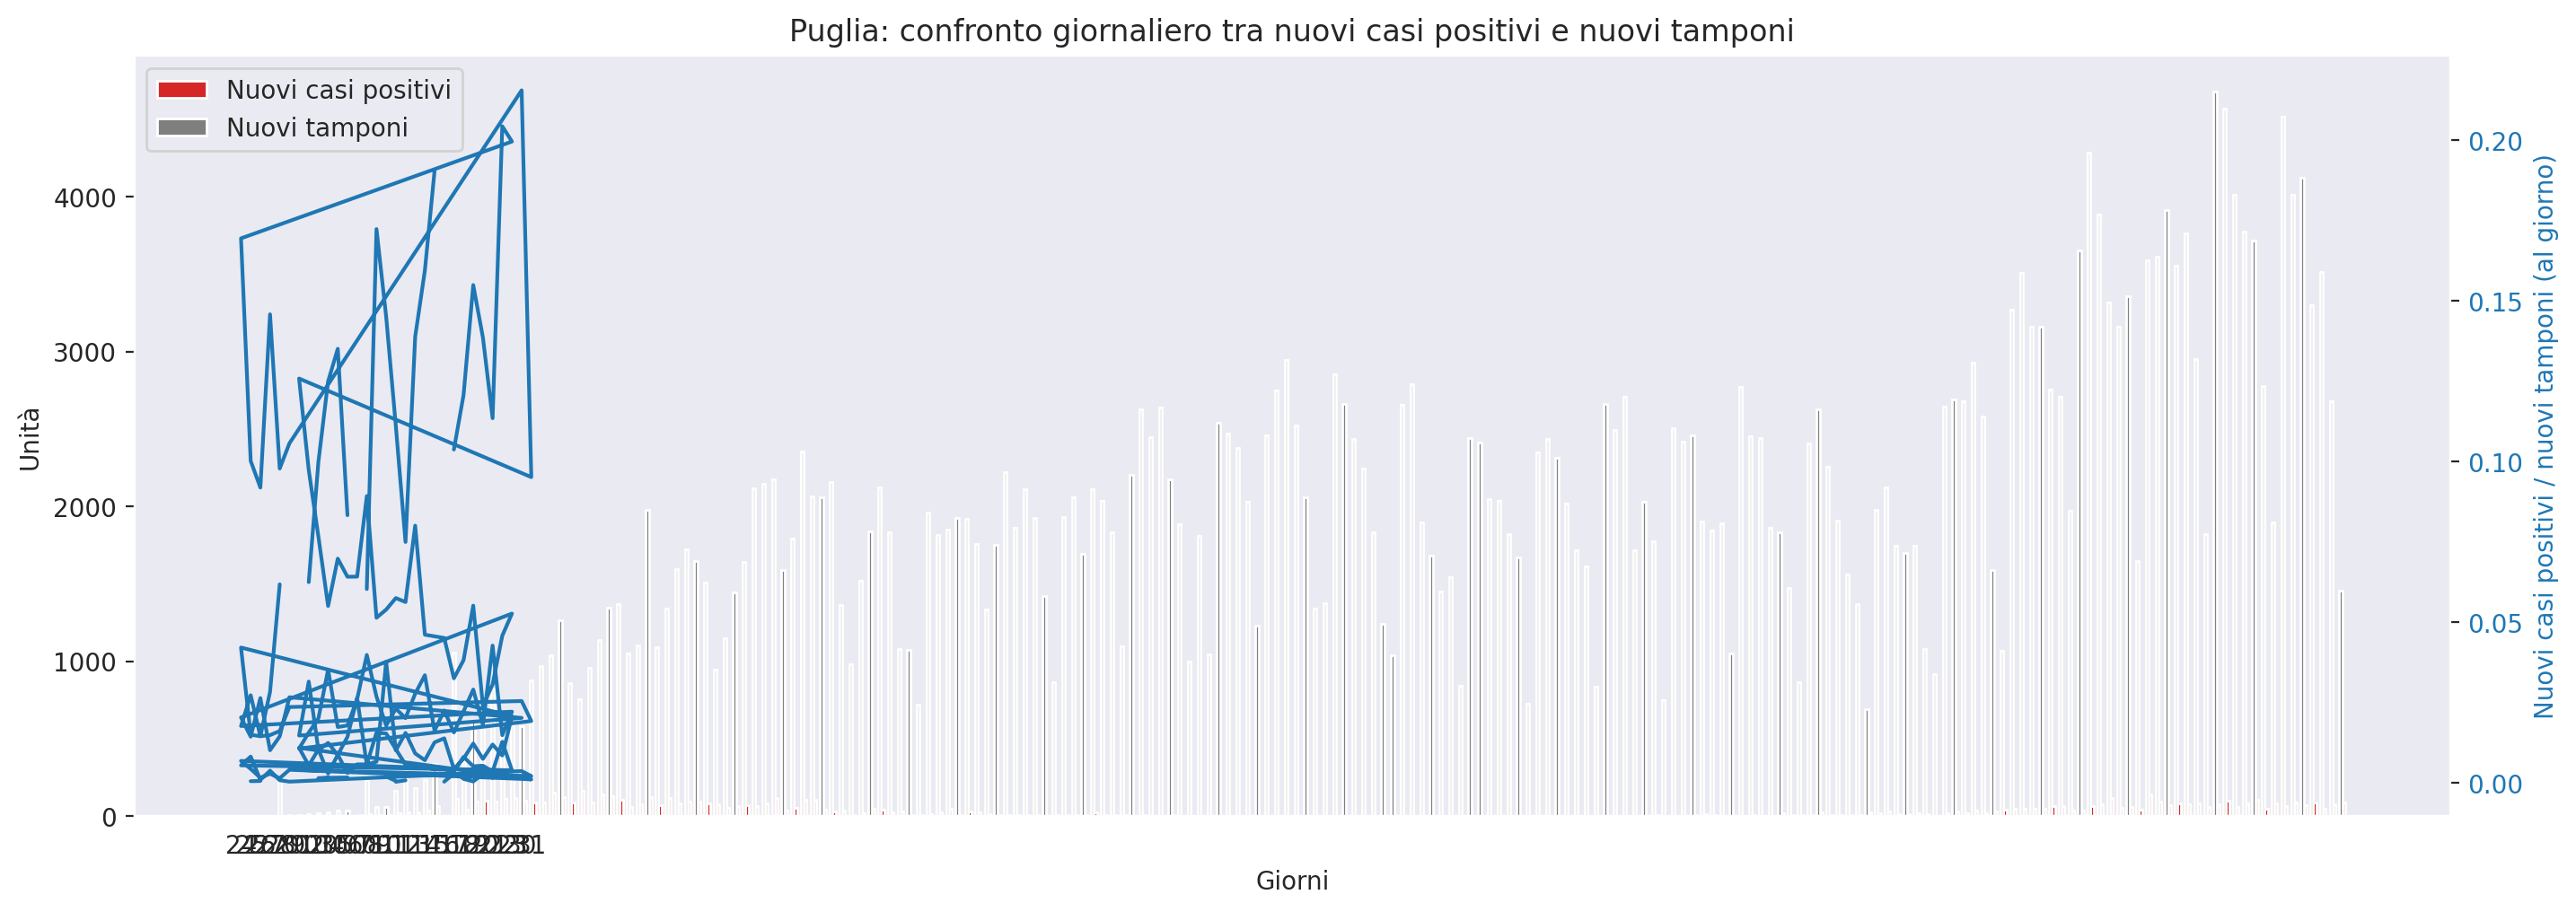 Puglia: confronto giornaliero tra nuovi casi positivi e nuovi tamponi
Nuovi casi positivi
Nuovi tamponi
Unità
4000
3000
2000
1000
0
0.20
0.15
0.10
0.05
0.00
Nuovi casi positivi / nuovi tamponi (al giorno)
Giorni